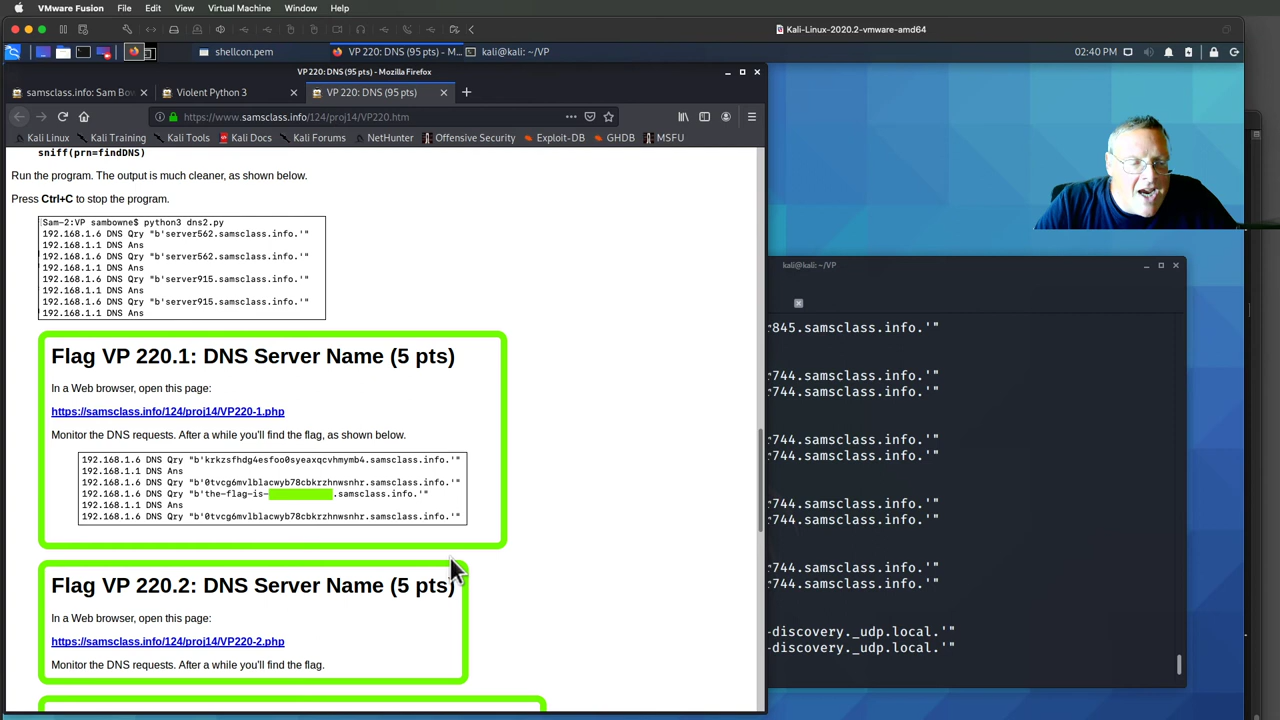 VMware Fusion File Edit View Virtual Machine Window Help
Kali-Linux-2020.2-vmware-amd64
shellcon.pem VP 220: DNS (95 pts) - M... kali@kali: ~/VP 02:40 PM
VP 220: DNS (95 pts) - Mozilla Firefox
samsclass.info: Sam Bow Violent Python 3 VP 220: DNS (95 pts)
https://www.samsclass.info/124/proj14/VP220.htm
Kali Linux Kali Training Kali Tools Kali Docs Kali Forums NetHunter Offensive Security Exploit-DB GHDB MSFU
sniff(prn=findDNS)
Run the program. The output is much cleaner, as shown below.
Press Ctrl+C to stop the program.
Sam-2:VP sambowne$ python3 dns2.py
192.168.1.6 DNS Qry "b'server562.samsclass.info.'"
192.168.1.1 DNS Ans
192.168.1.6 DNS Qry "b'server562.samsclass.info.'"
192.168.1.1 DNS Ans
192.168.1.6 DNS Qry "b'server915.samsclass.info.'"
192.168.1.1 DNS Ans
192.168.1.6 DNS Qry "b'server915.samsclass.info.'"
192.168.1.1 DNS Ans
Flag VP 220.1: DNS Server Name (5 pts)
In a Web browser, open this page:
https://samsclass.info/124/proj14/VP220-1.php
Monitor the DNS requests. After a while you'll find the flag, as shown below.
192.168.1.6 DNS Qry "b'krkzsfhdg4esfoo0syeaxqcvhmymb4.samsclass.info.'"
192.168.1.1 DNS Ans
192.168.1.6 DNS Qry "b'0tvcg6mvlblacwyb78cbkrzhnwsnhr.samsclass.info.'"
192.168.1.6 DNS Qry "b'the-flag-is- .samsclass.info.'"
192.168.1.1 DNS Ans
192.168.1.6 DNS Qry "b'0tvcg6mvlblacwyb78cbkrzhnwsnhr.samsclass.info.'"
Flag VP 220.2: DNS Server Name (5 pts)
In a Web browser, open this page:
https://samsclass.info/124/proj14/VP220-2.php
Monitor the DNS requests. After a while you'll find the flag.
kali@kali: ~/VP
r845.samsclass.info.'"
r744.samsclass.info.'"
r744.samsclass.info.'"
r744.samsclass.info.'"
r744.samsclass.info.'"
r744.samsclass.info.'"
r744.samsclass.info.'"
r744.samsclass.info.'"
r744.samsclass.info.'"
-discovery._udp.local.'"
-discovery._udp.local.'"